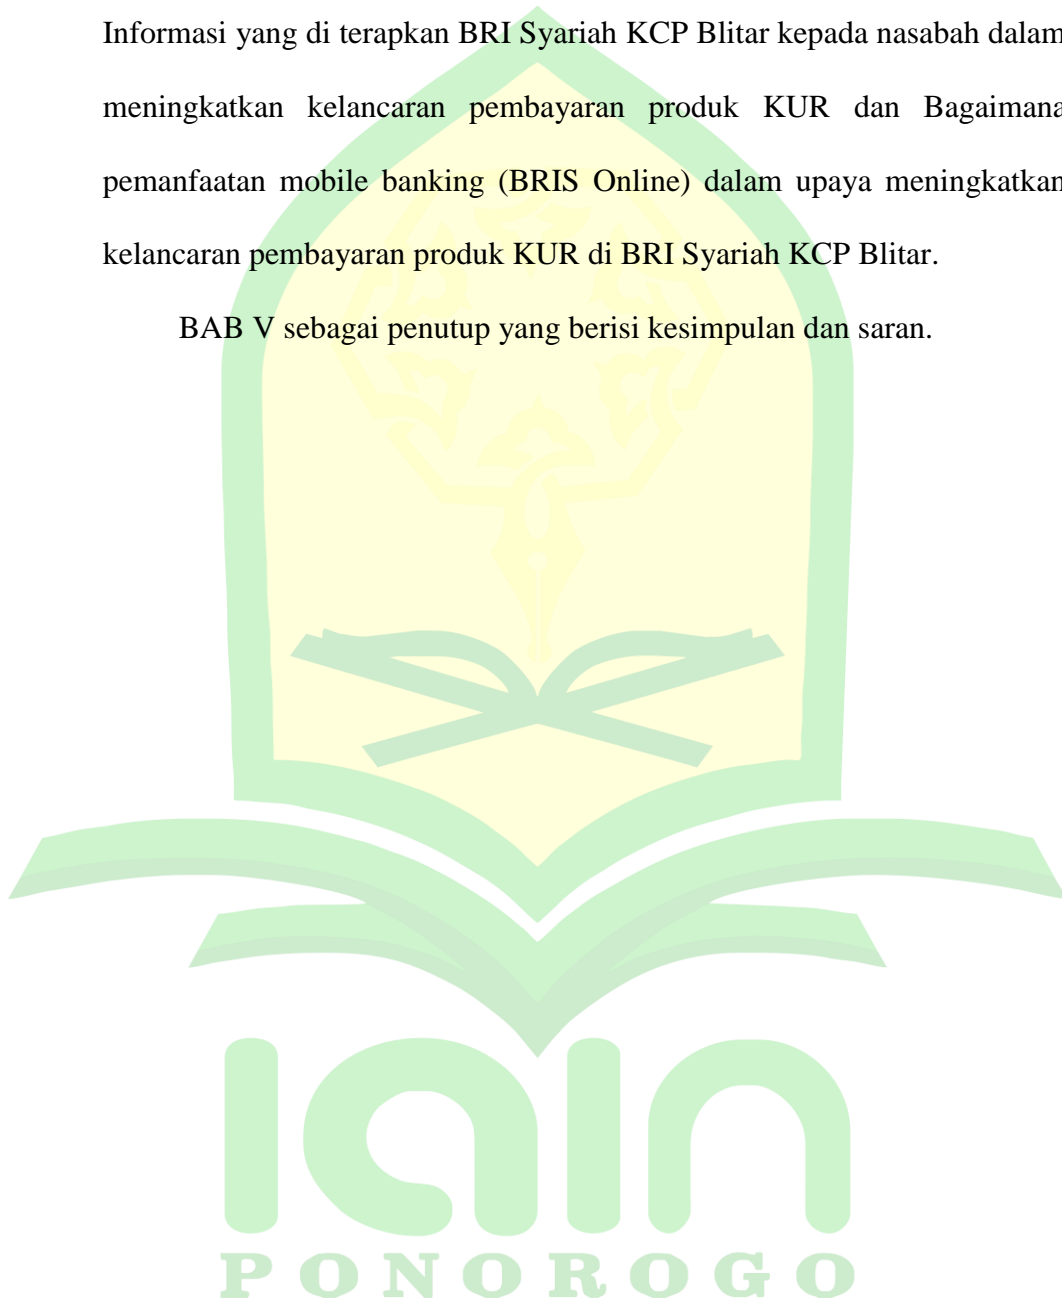 Informasi yang di terapkan BRI Syariah KCP Blitar kepada nasabah dalam
meningkatkan kelancaran pembayaran produk KUR dan Bagaimana
pemanfaatan mobile banking (BRIS Online) dalam upaya meningkatkan
kelancaran pembayaran produk KUR di BRI Syariah KCP Blitar.
BAB V sebagai penutup yang berisi kesimpulan dan saran.
IAIN
PONOROGO